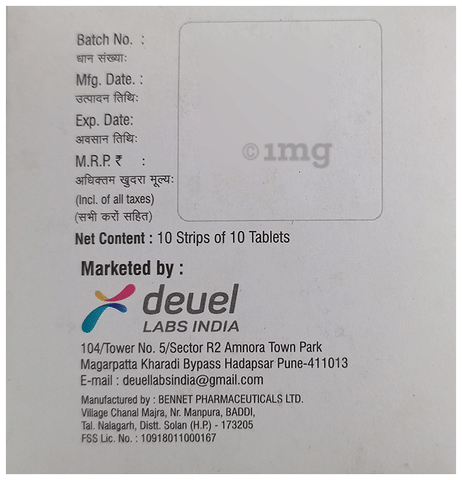 Batch No. :
धान संख्याः
Mfg. Date. :
उत्पादन तिथिः
Exp. Date:
अवसान तिथिः
M.R.P. ₹ :
अधिक्तम खुदरा मूल्यः
(Incl. of all taxes)
(सभी करों सहित)
©1mg
Net Content : 10 Strips of 10 Tablets
Marketed by :
deuel
LABS INDIA
104/Tower No. 5/Sector R2 Amnora Town Park
Magarpatta Kharadi Bypass Hadapsar Pune-411013
E-mail : deuellabsindia@gmail.com
Manufactured by : BENNET PHARMACEUTICALS LTD.
Village Chanal Majra, Nr. Manpura, BADDI,
Tal. Nalagarh, Distt. Solan (H.P.) - 173205
FSS Lic. No. : 10918011000167